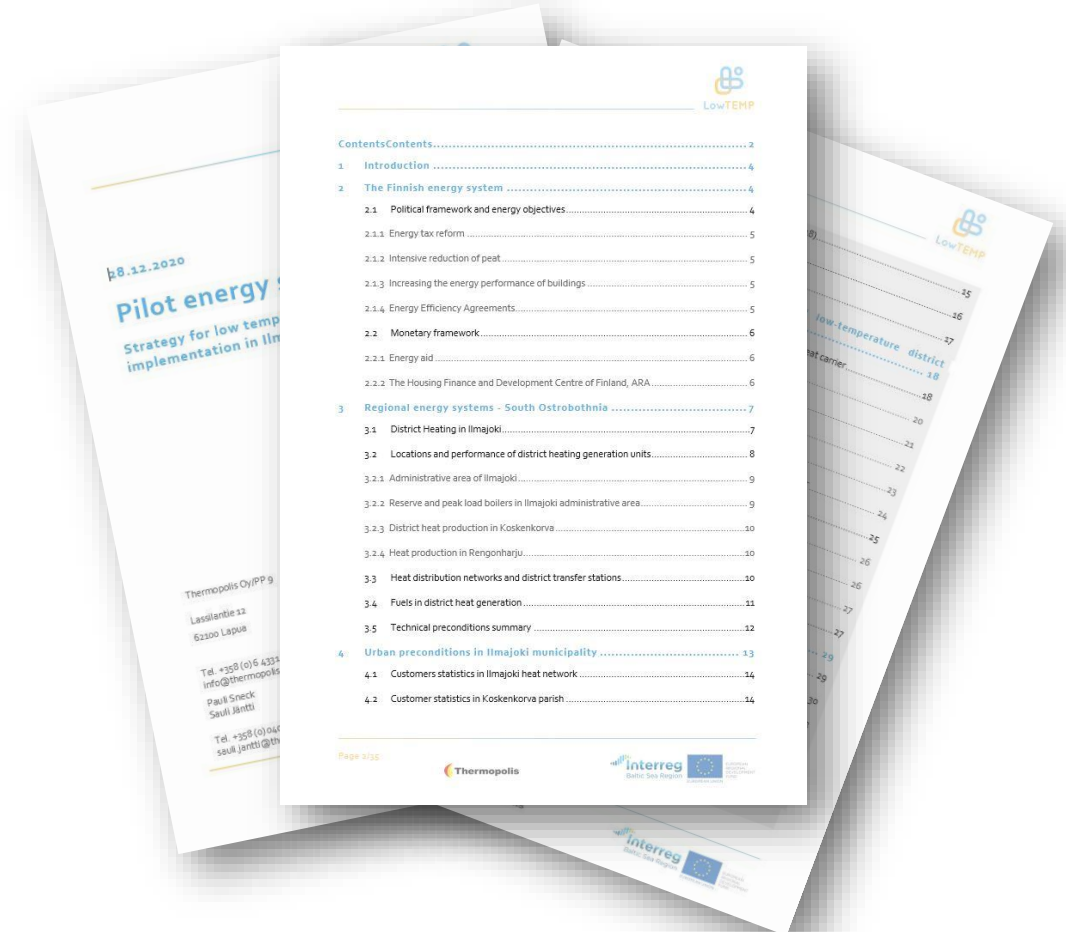 28.12.2020
Pilot energy
Strategy for low temp
implementation in Ilm
Thermopolis Oy/PP 9
Lassilantie 12
62100 Lapua
Tel. +358 (0)6 4331
info@thermopolis
Pauli Sneck
Sauli Jäntti
Tel. +358 (0)040
sauli.jantti@th
LowTEMP
ContentsContents 2
1 Introduction 4
2 The Finnish energy system 4
2.1 Political framework and energy objectives 4
2.1.1 Energy tax reform 5
2.1.2 Intensive reduction of peat 5
2.1.3 Increasing the energy performance of buildings 5
2.1.4 Energy Efficiency Agreements 5
2.2 Monetary framework 6
2.2.1 Energy aid 6
2.2.2 The Housing Finance and Development Centre of Finland, ARA 6
3 Regional energy systems - South Ostrobothnia 7
3.1 District Heating in Ilmajoki 7
3.2 Locations and performance of district heating generation units 8
3.2.1 Administrative area of Ilmajoki 9
3.2.2 Reserve and peak load boilers in Ilmajoki administrative area 9
3.2.3 District heat production in Koskenkorva 10
3.2.4 Heat production in Rengonharju 10
3.3 Heat distribution networks and district transfer stations 10
3.4 Fuels in district heat generation 11
3.5 Technical preconditions summary 12
4 Urban preconditions in Ilmajoki municipality 13
4.1 Customers statistics in Ilmajoki heat network 14
4.2 Customer statistics in Koskenkorva parish 14
Page 2/35
Thermopolis
Interreg
Baltic Sea Region
EUROPEAN UNION
EUROPEAN
REGIONAL
DEVELOPMENT
FUND
LowTEMP
8)
15
16
17
low-temperature district
18
eat carrier
18
20
21
22
23
24
25
26
26
27
27
29
29
30
Interreg
Baltic Sea Region